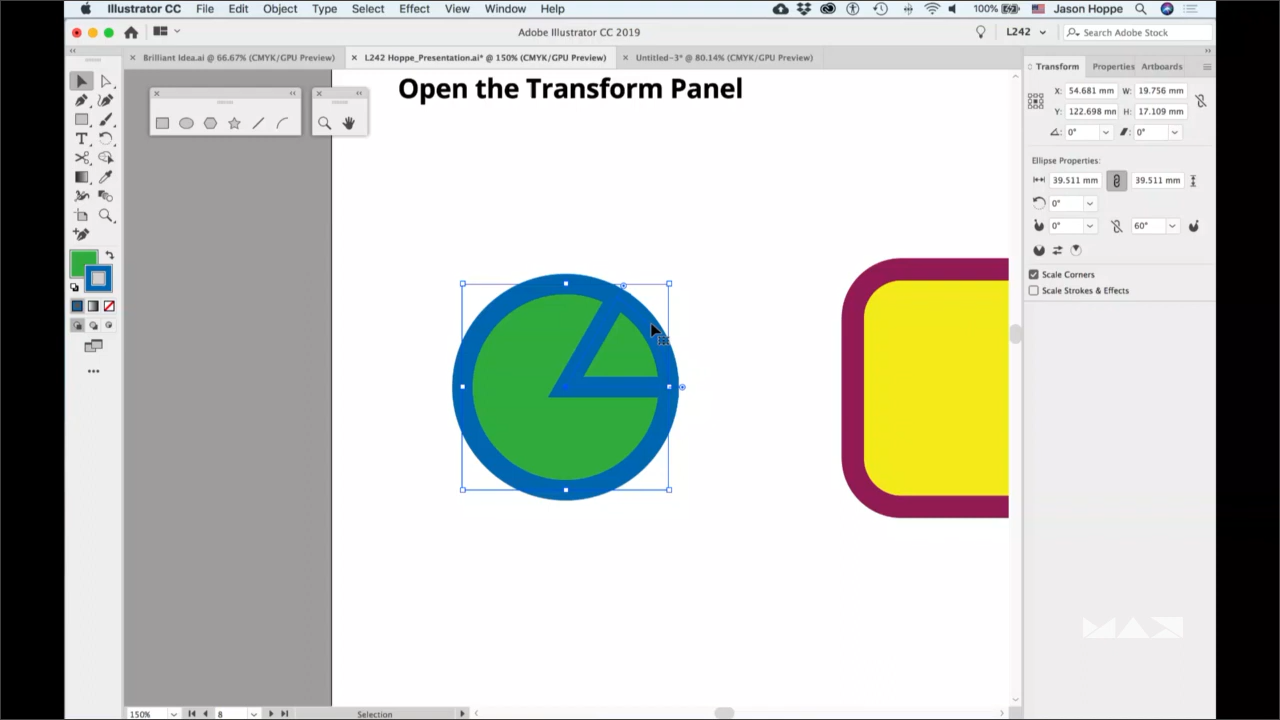 Illustrator CC File Edit Object Type Select Effect View Window Help 100% Jason Hoppe
Adobe Illustrator CC 2019 L242 Search Adobe Stock
Brilliant Idea.ai @ 66.67% (CMYK/GPU Preview) L242 Hoppe_Presentation.ai* @ 150% (CMYK/GPU Preview) Untitled-3* @ 80.14% (CMYK/GPU Preview)
Transform Properties Artboards
Open the Transform Panel
X: 54.681 mm W: 19.756 mm
Y: 122.698 mm H: 17.109 mm
0° 0°
Ellipse Properties:
39.511 mm 39.511 mm
0°
0° 60°
Scale Corners
Scale Strokes & Effects
MAX
150% 8 Selection